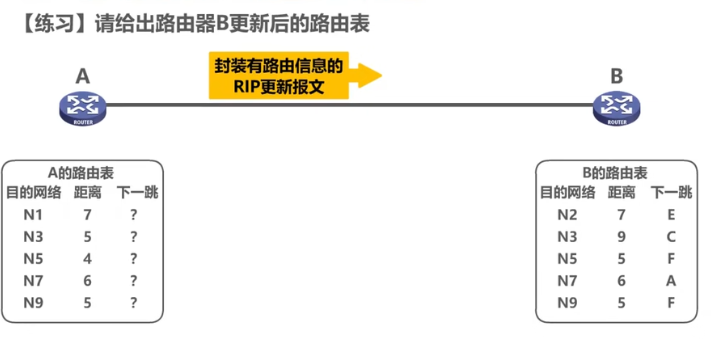 【练习】请给出路由器B更新后的路由表
封装有路由信息的
RIP更新报文
A
B
ROUTER
ROUTER
A的路由表
目的网络 距离 下一跳
N1 7 ?
N3 5 ?
N5 4 ?
N7 6 ?
N9 5 ?
B的路由表
目的网络 距离 下一跳
N2 7 E
N3 9 C
N5 5 F
N7 6 A
N9 5 F